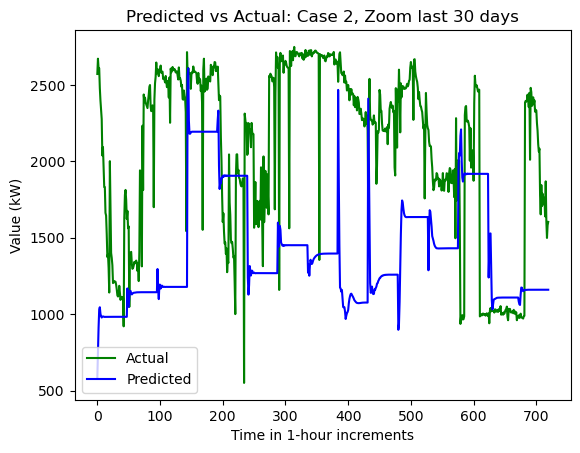 Predicted vs Actual: Case 2, Zoom last 30 days
Value (kW)
2500
2000
1500
1000
500
Actual
Predicted
0 100 200 300 400 500 600 700
Time in 1-hour increments